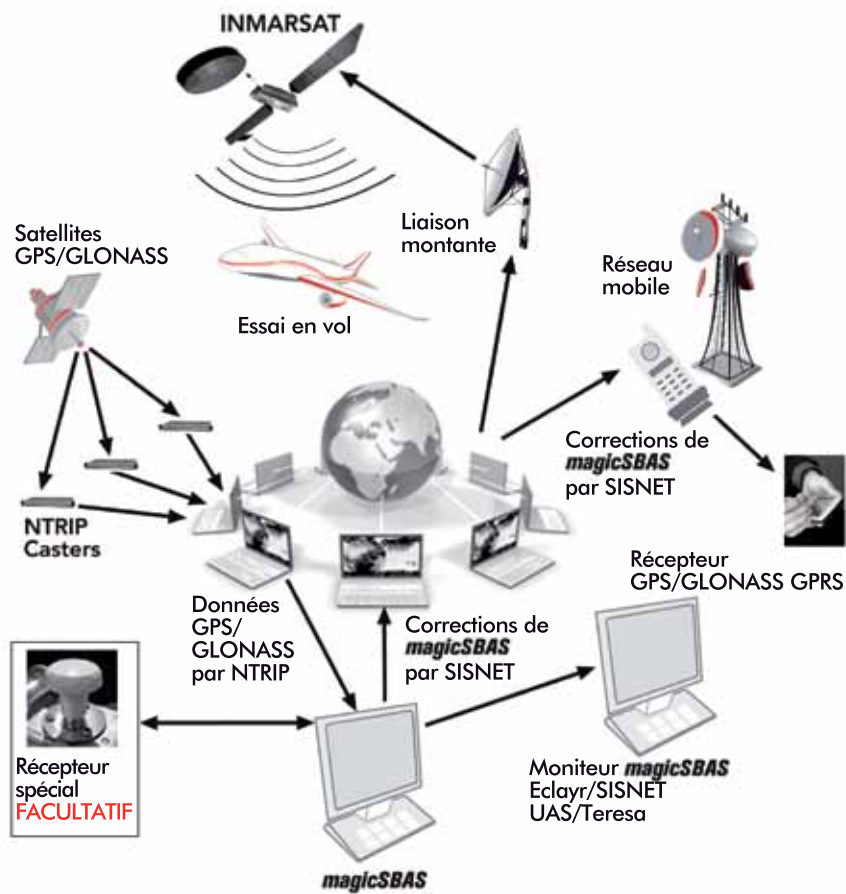 INMARSAT
Satellites
GPS/GLONASS
Liaison
montante
Réseau
mobile
Essai en vol
Corrections de
magicSBAS
par SISNET
NTRIP
Casters
Récepteur
GPS/GLONASS GPRS
Données
GPS/
GLONASS
par NTRIP
Corrections de
magicSBAS
par SISNET
Récepteur
spécial
FACULTATIF
Moniteur magicSBAS
Eclayr/SISNET
UAS/Teresa
magicSBAS